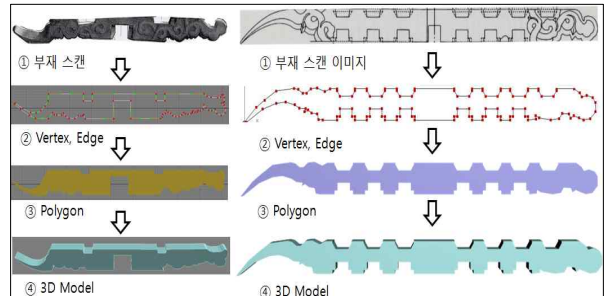 ① 부재 스캔
② Vertex, Edge
③ Polygon
④ 3D Model
① 부재 스캔 이미지
② Vertex, Edge
③ Polygon
④ 3D Model